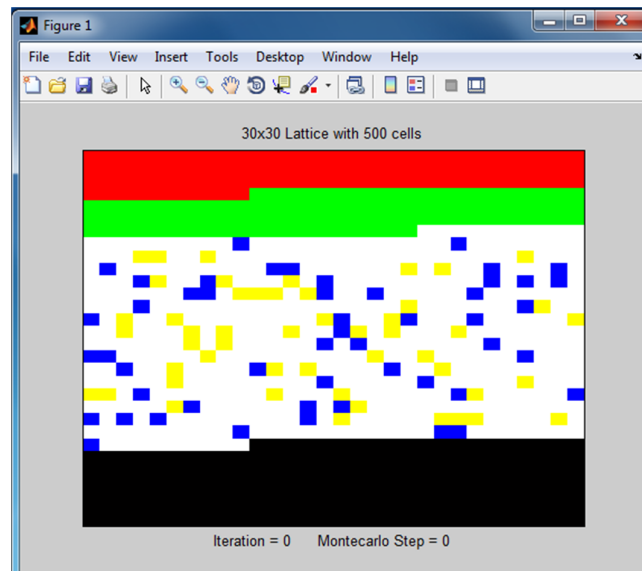 Figure 1
File Edit View Insert Tools Desktop Window Help
30x30 Lattice with 500 cells
Iteration = 0 Montecarlo Step = 0